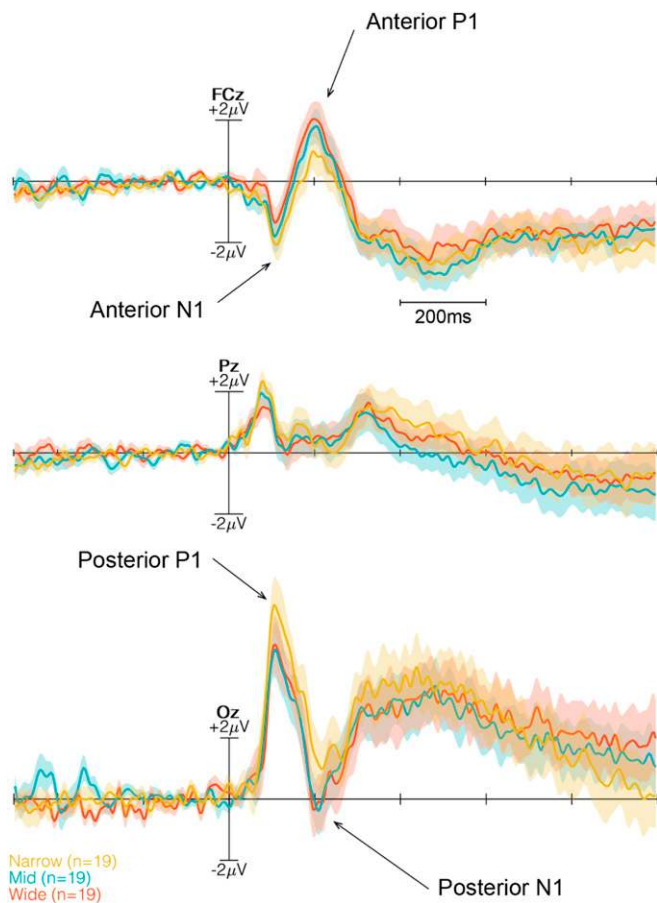 Anterior P1
FCz
+2μV
-2μV
Anterior N1
200ms
Pz
+2μV
-2μV
Posterior P1
Oz
+2μV
-2μV
Narrow (n=19)
Mid (n=19)
Wide (n=19)
Posterior N1